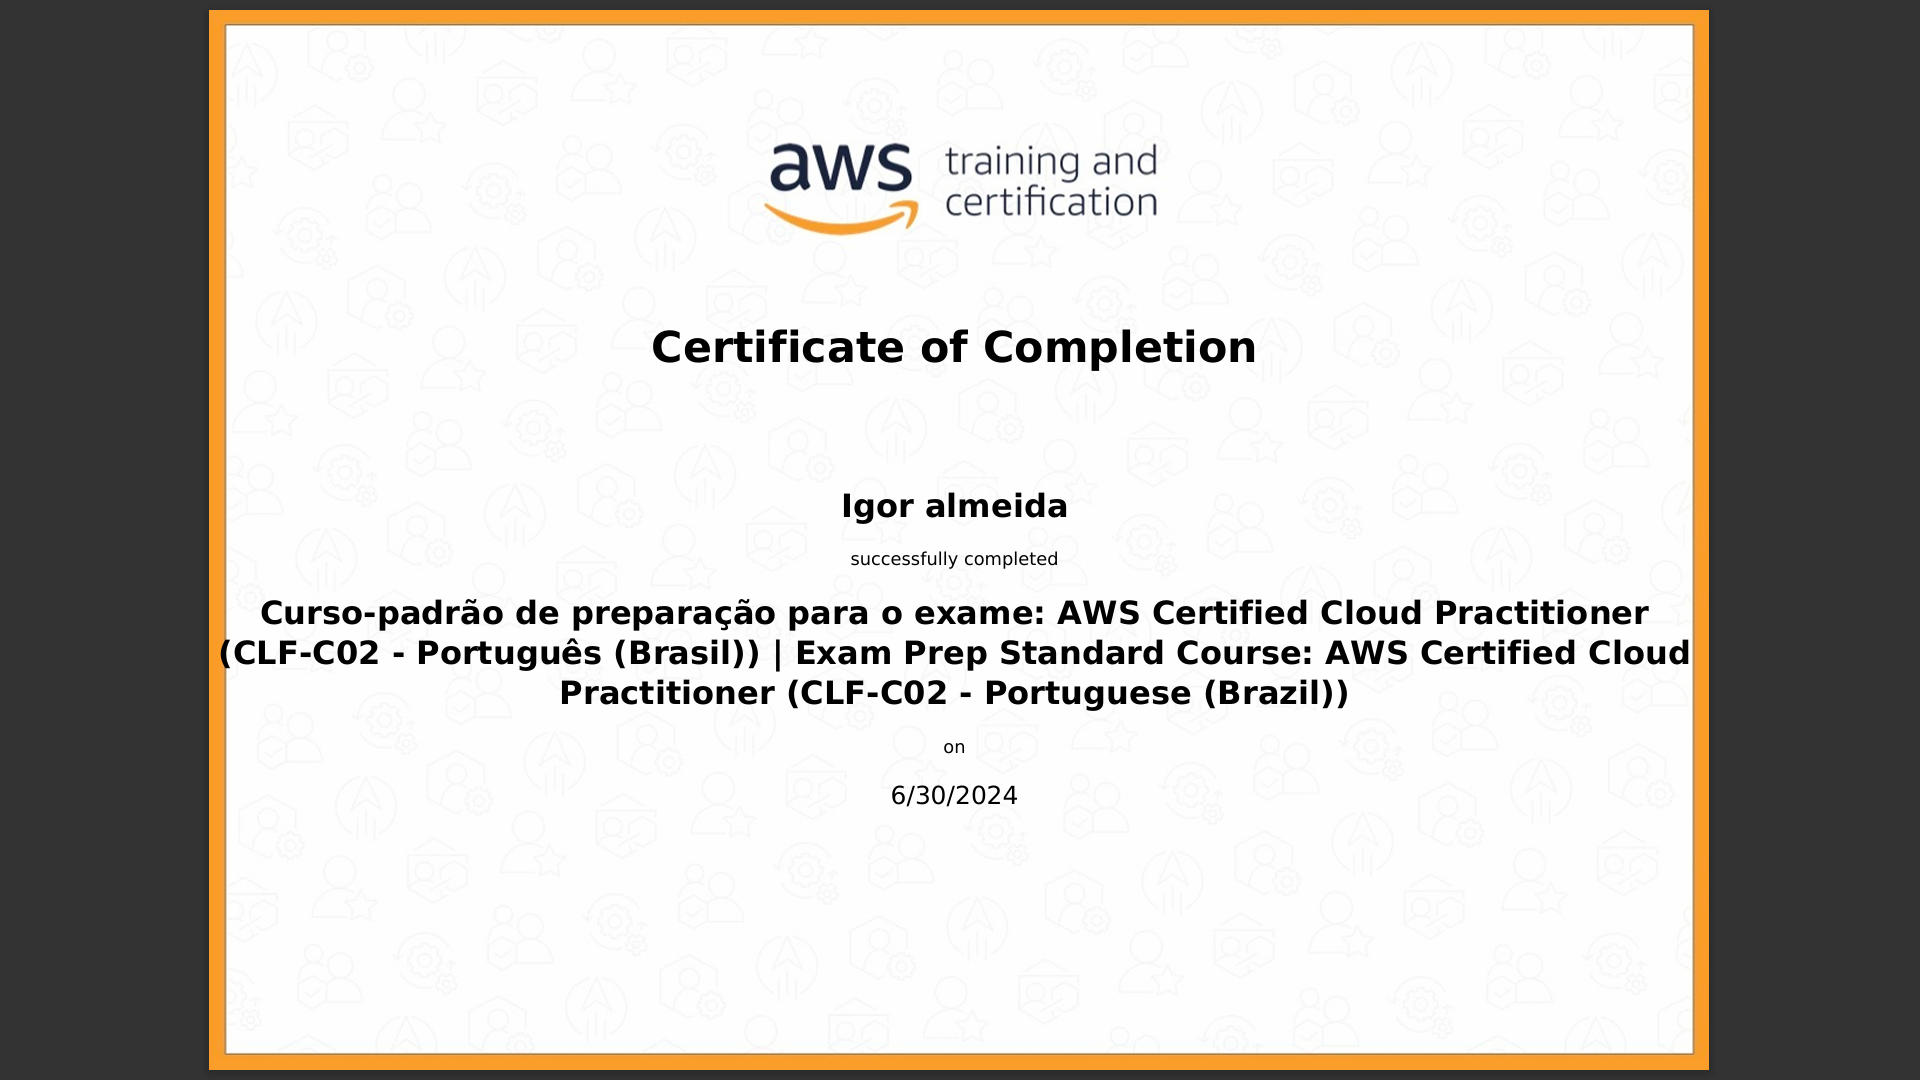 aws
training and
certification
Certificate of Completion
Igor almeida
successfully completed
Curso-padrão de preparação para o exame: AWS Certified Cloud Practitioner
(CLF-C02 - Português (Brasil)) | Exam Prep Standard Course: AWS Certified Cloud
Practitioner (CLF-C02 - Portuguese (Brazil))
on
6/30/2024